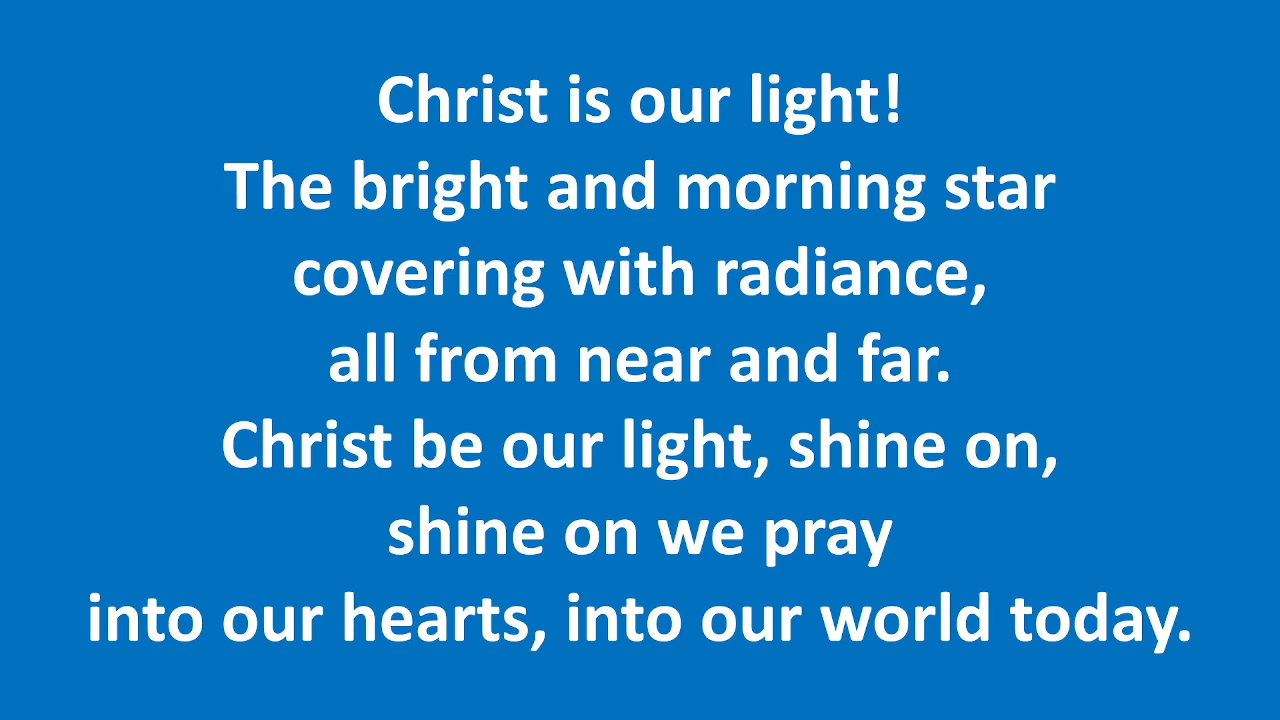 Christ is our light!
The bright and morning star
covering with radiance,
all from near and far.
Christ be our light, shine on,
shine on we pray
into our hearts, into our world today.